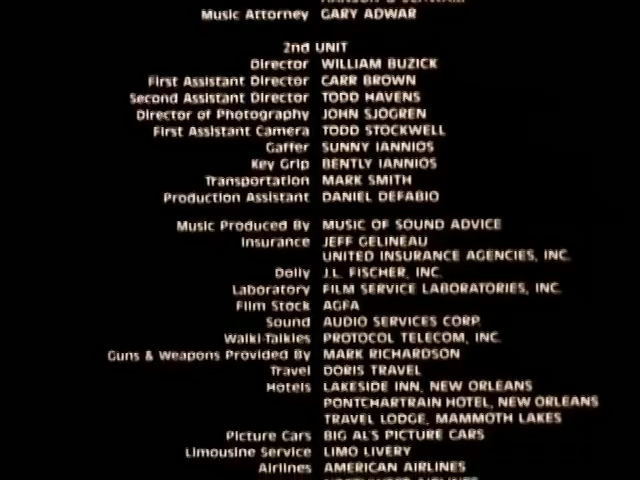 Music Attorney GARY ADWAR
2nd UNIT
Director WILLIAM BUZICK
First Assistant Director CARR BROWN
Second Assistant Director TODD HAVENS
Director of Photography JOHN SJOGREN
First Assistant Camera TODD STOCKWELL
Gaffer SUNNY IANNIOS
Key Grip BENTLY IANNIOS
Transportation MARK SMITH
Production Assistant DANIEL DEFABIO
Music Produced By MUSIC OF SOUND ADVICE
Insurance JEFF GELINEAU
UNITED INSURANCE AGENCIES, INC.
Dolly J.L. FISCHER, INC.
Laboratory FILM SERVICE LABORATORIES, INC.
Film Stock AGFA
Sound AUDIO SERVICES CORP.
Walki-Talkies PROTOCOL TELECOM, INC.
Guns & Weapons Provided By MARK RICHARDSON
Travel DORIS TRAVEL
Hotels LAKESIDE INN, NEW ORLEANS
PONTCHARTRAIN HOTEL, NEW ORLEANS
TRAVEL LODGE, MAMMOTH LAKES
Picture Cars BIG AL'S PICTURE CARS
Limousine Service LIMO LIVERY
Airlines AMERICAN AIRLINES